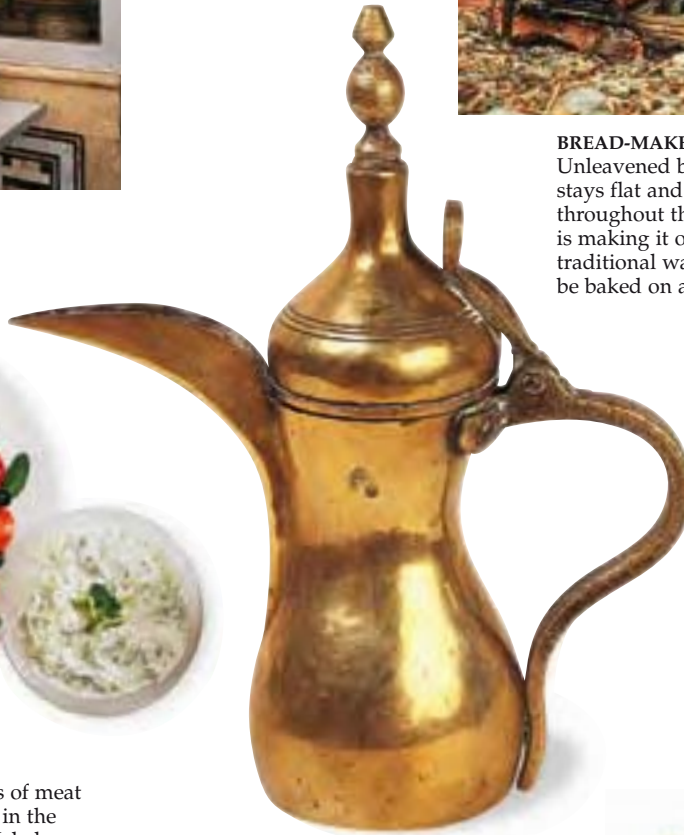 BREAD-MAKE
Unleavened b
stays flat and
throughout th
is making it o
traditional wa
be baked on a
s of meat
in the